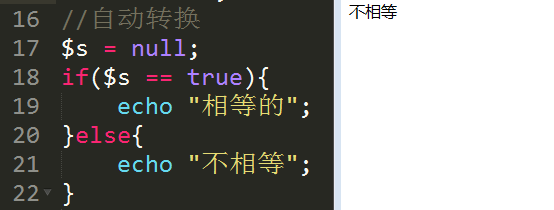 16 //自动转换
17 $s = null;
18 if($s == true){
19 echo "相等的";
20 }else{
21 echo "不相等";
22 }
不相等